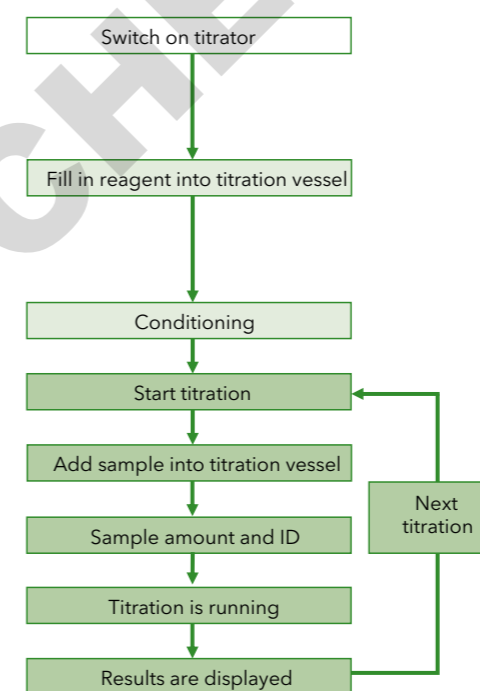 Switch on titrator
Fill in reagent into titration vessel
Conditioning
Start titration
Add sample into titration vessel
Sample amount and ID
Next
titration
Titration is running
Results are displayed